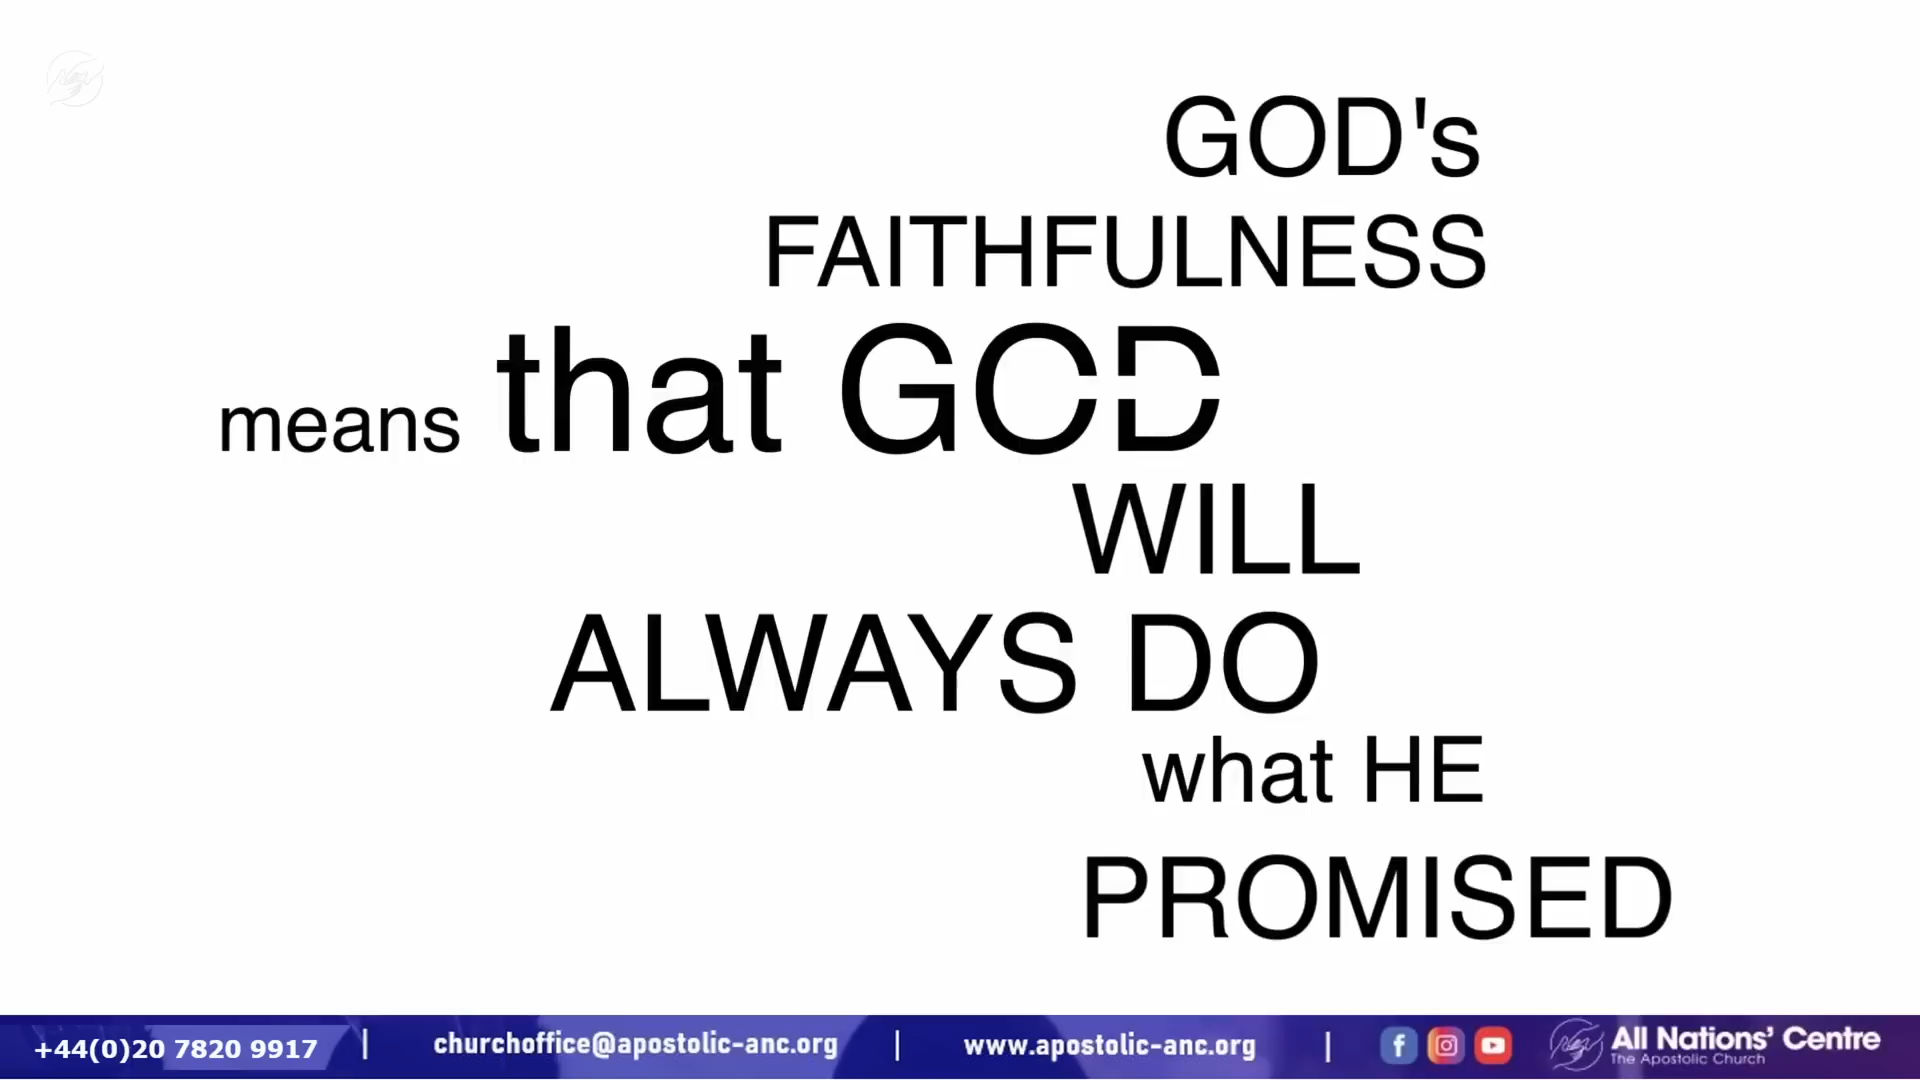 GOD's
FAITHFULNESS
means that GOD
WILL
ALWAYS DO
what HE
PROMISED
+44(0)20 7820 9917 | churchoffice@apostolic-anc.org | www.apostolic-anc.org | All Nations' Centre
The Apostolic Church